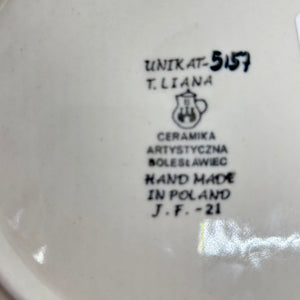 UNIKAT-5157
T. LIANA
CERAMIKA
ARTYSTYCZNA
BOLESŁAWIEC
HAND MADE
IN POLAND
J. F. -21